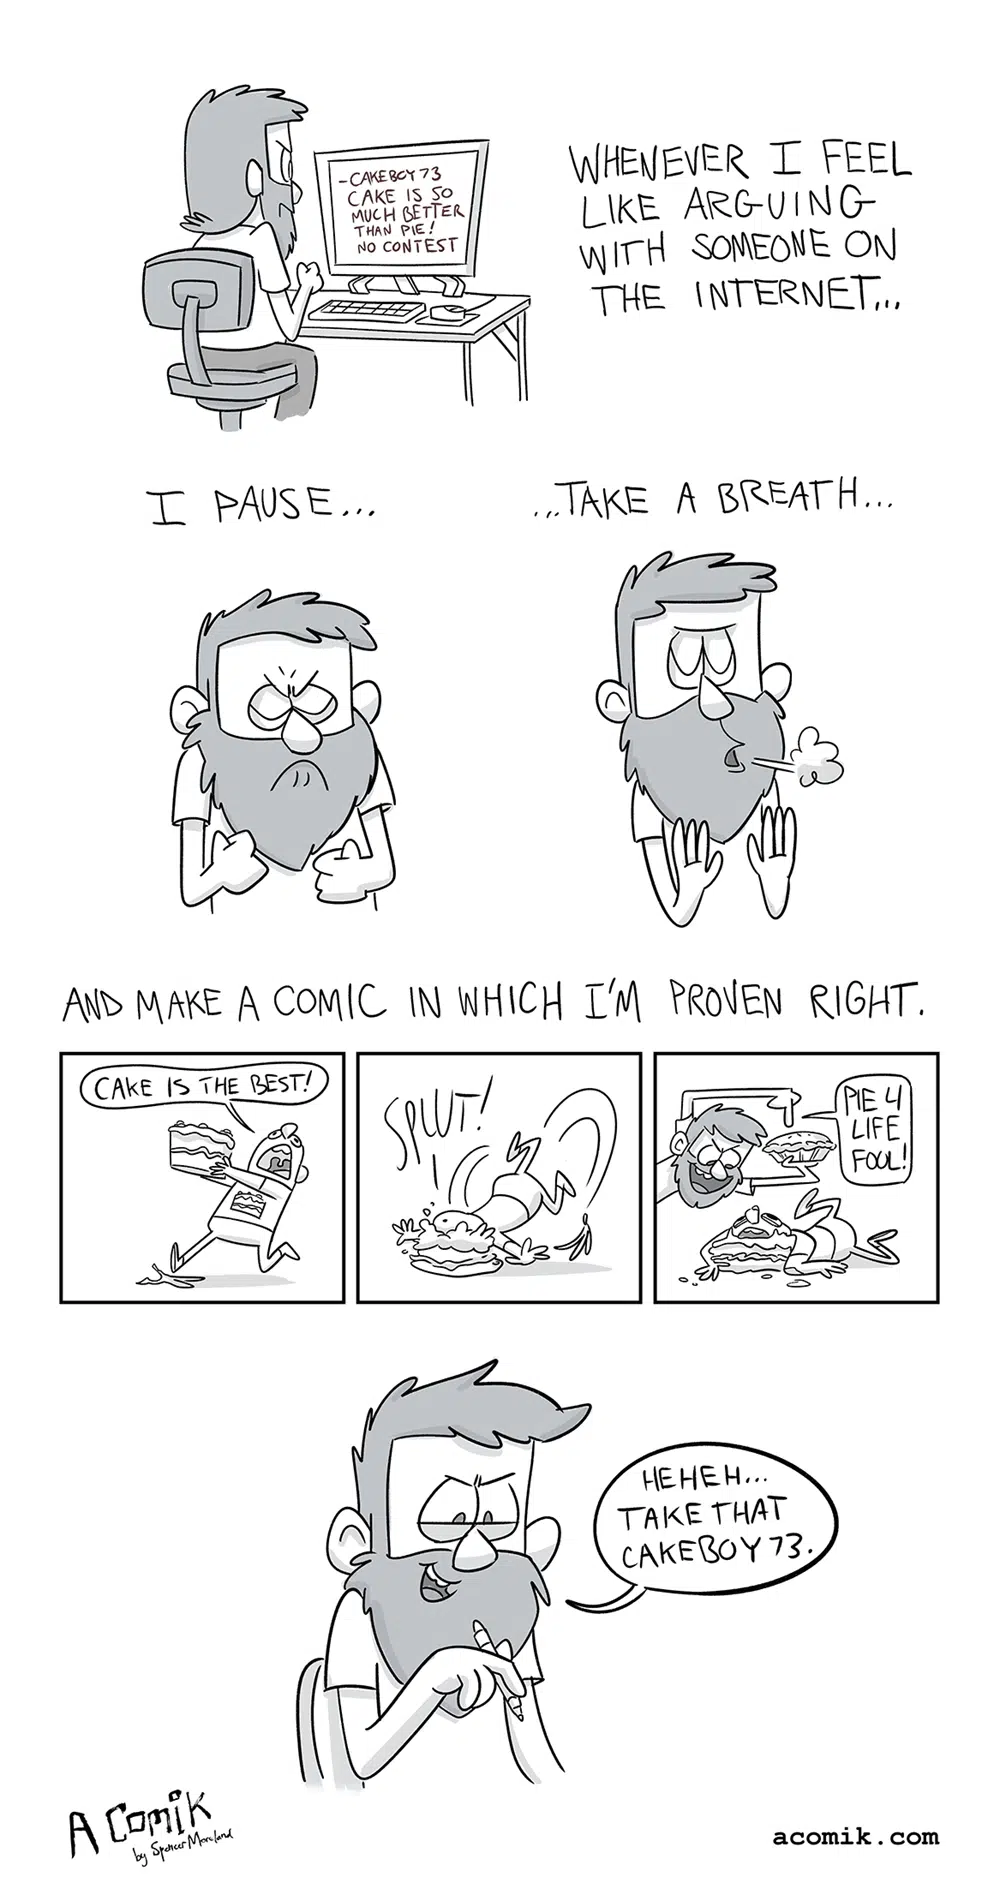 -CAKEBOY73
CAKE IS SO
MUCH BETTER
THAN PIE!
NO CONTEST
WHENEVER I FEEL
LIKE ARGUING
WITH SOMEONE ON
THE INTERNET...
I PAUSE...
...TAKE A BREATH...
AND MAKE A COMIC IN WHICH I'M PROVEN RIGHT.
CAKE IS THE BEST!
SPLUT!
PIE 4
LIFE
FOOL!
HEHEH...
TAKE THAT
CAKEBOY73.
A Comik
by Spencer Moreland
acomik.com